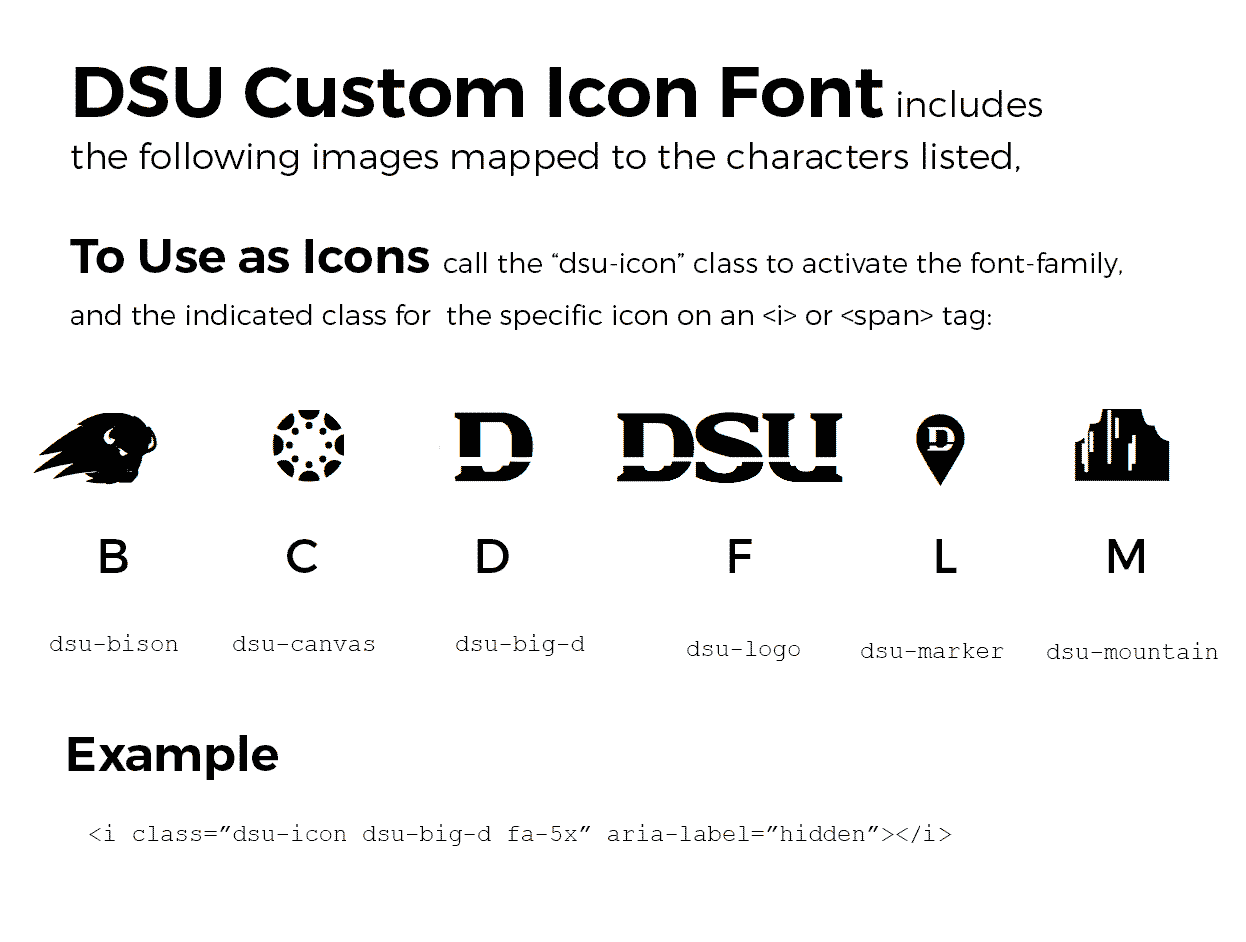 DSU Custom Icon Font includes
the following images mapped to the characters listed,
To Use as Icons call the “dsu-icon” class to activate the font-family,
and the indicated class for  the specific icon on an <i> or <span> tag:
D DSU D
B C D F L M
dsu-bison dsu-canvas dsu-big-d dsu-logo dsu-marker dsu-mountain
Example
<i class=”dsu-icon dsu-big-d fa-5x” aria-label=”hidden”></i>